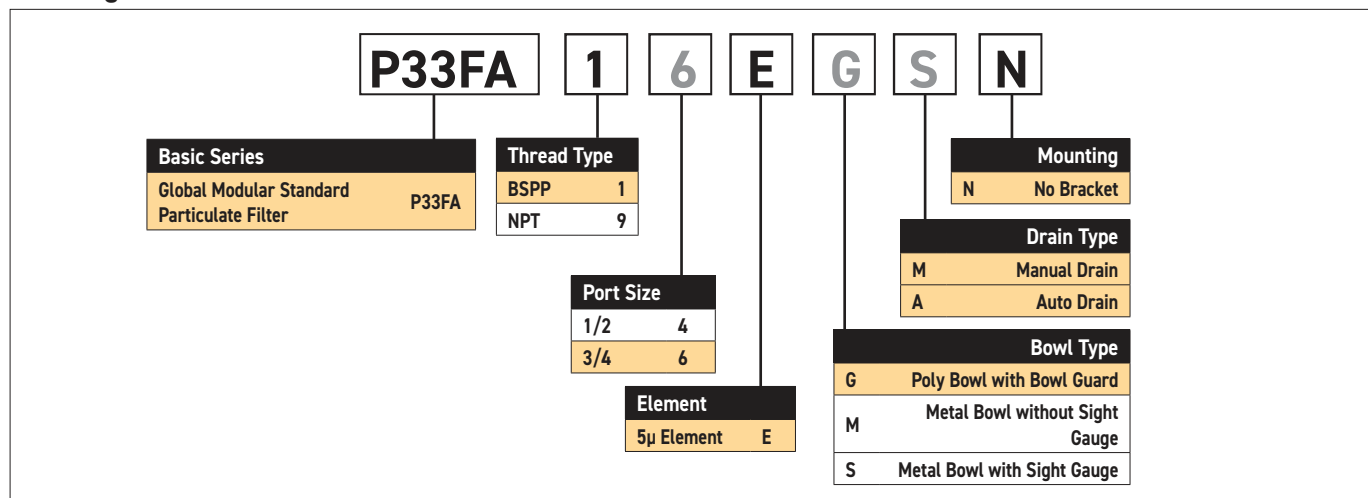 P33FA 1 6 E G S N
Basic Series
Global Modular Standard
Particulate Filter P33FA
Thread Type
BSPP 1
NPT 9
Port Size
1/2 4
3/4 6
Element
5µ Element E
Mounting
N No Bracket
Drain Type
M Manual Drain
A Auto Drain
Bowl Type
G Poly Bowl with Bowl Guard
M Metal Bowl without Sight
Gauge
S Metal Bowl with Sight Gauge